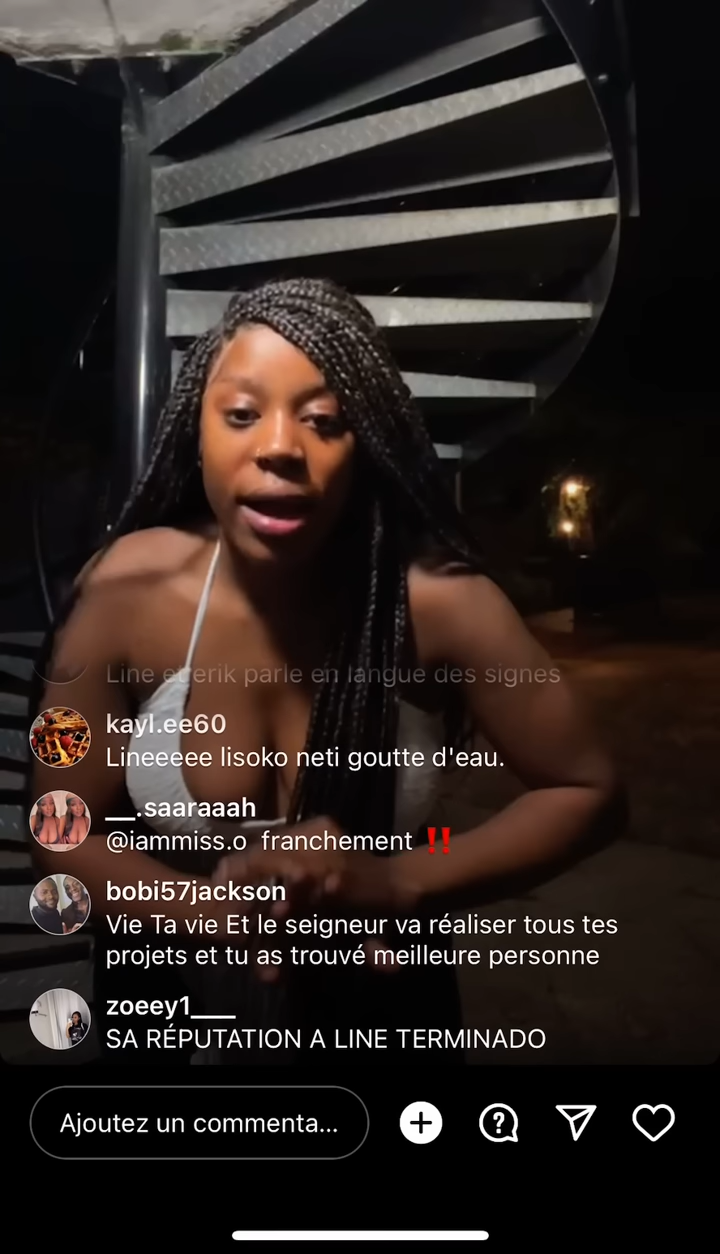 Line et erik parle en langue des signes
kayl.ee60
Lineeeee lisoko neti goutte d'eau.
__.saaraaah
@iammiss.o franchement ‼️
bobi57jackson
Vie Ta vie Et le seigneur va réaliser tous tes
projets et tu as trouvé meilleure personne
zoeey1___
SA RÉPUTATION A LINE TERMINADO
Ajoutez un commenta...